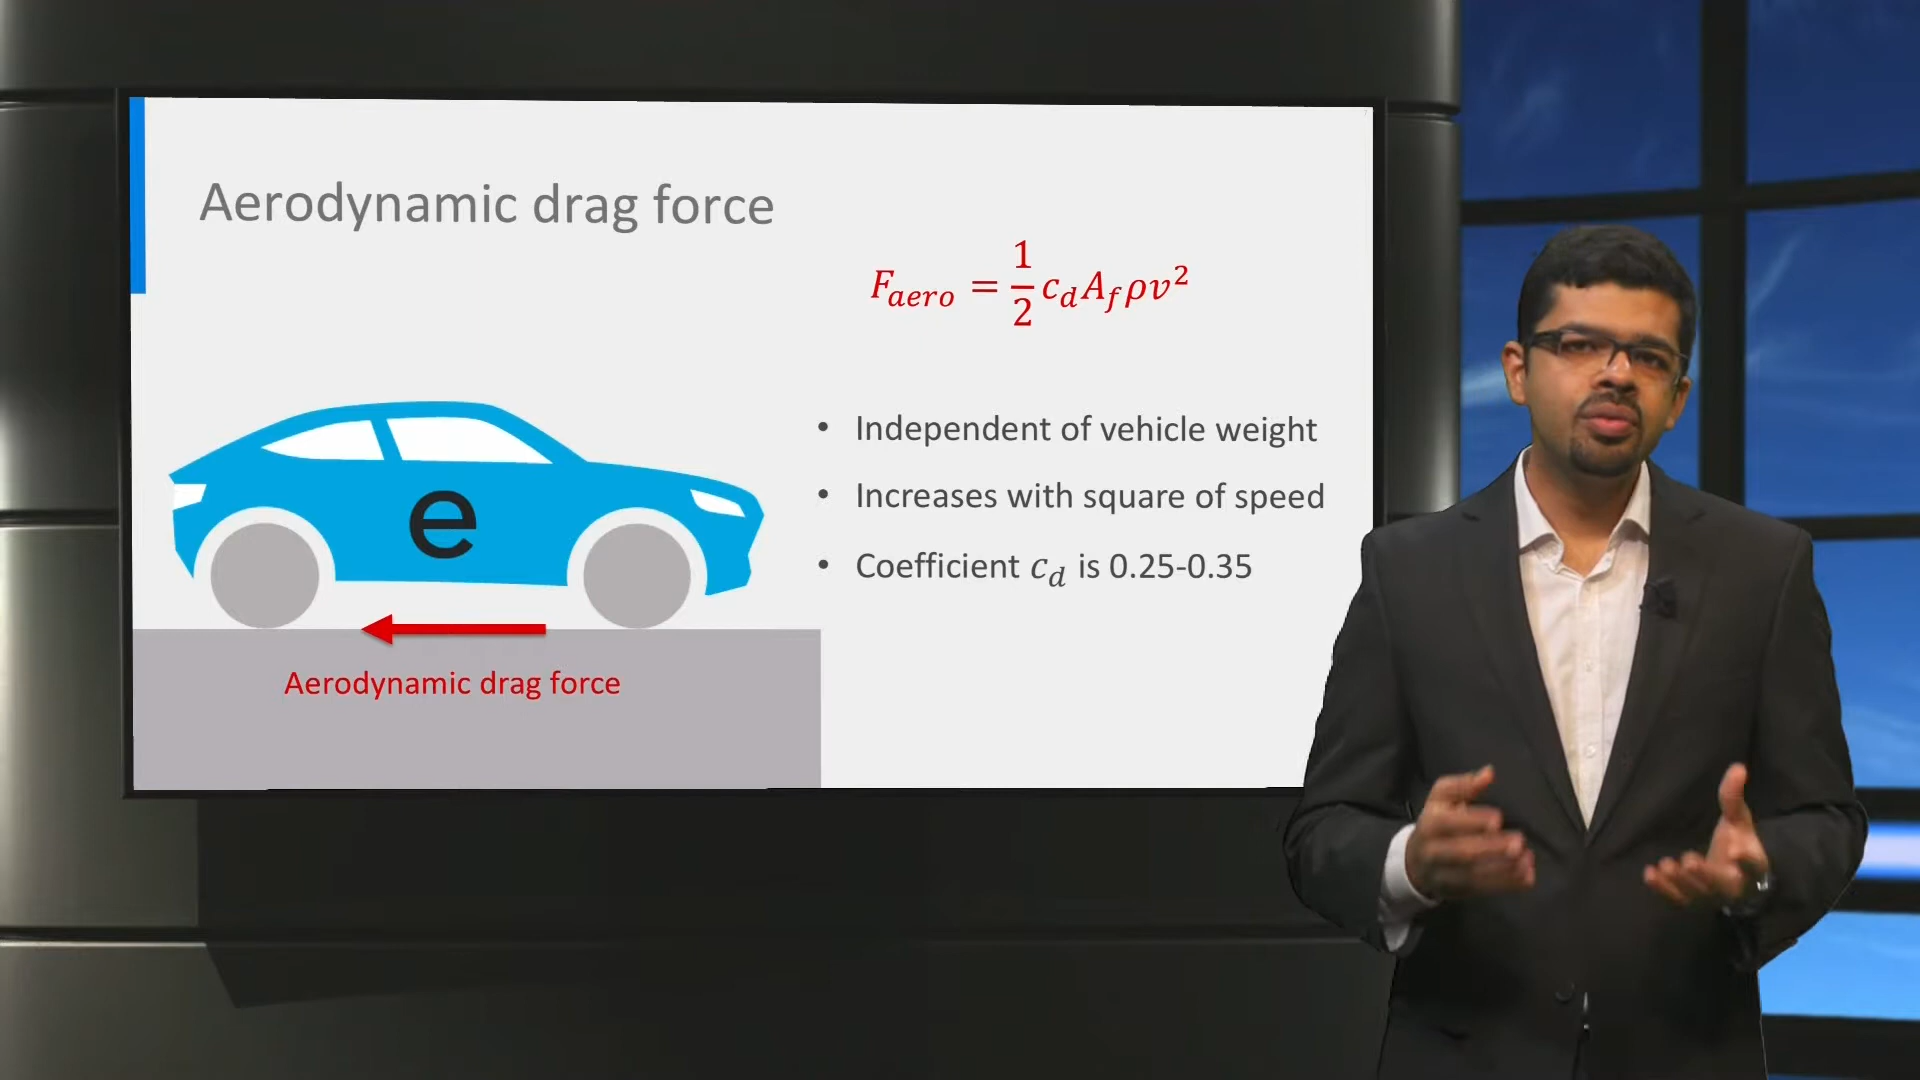 Aerodynamic drag force
F_aero = 1/2 c_d A_f ρv²
• Independent of vehicle weight
• Increases with square of speed
• Coefficient c_d is 0.25-0.35
e
Aerodynamic drag force